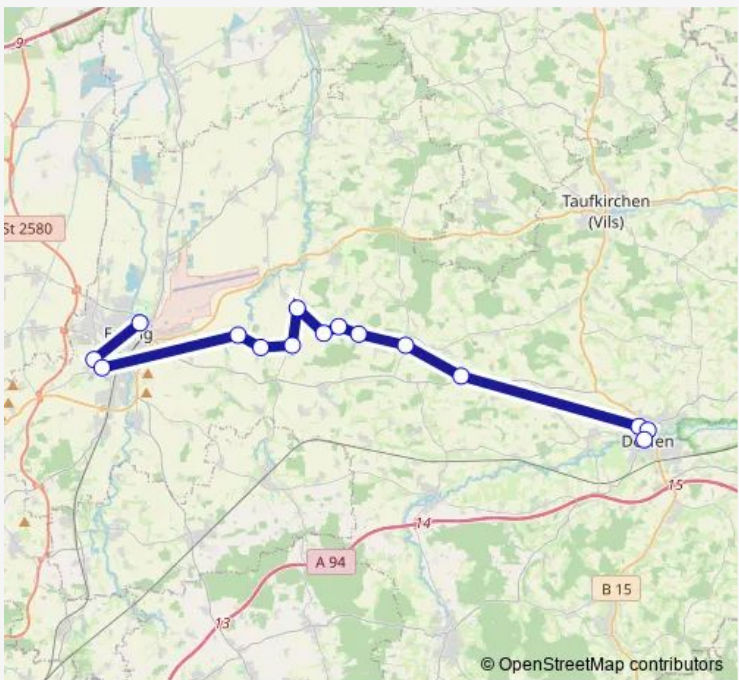 9
St 2580
Taufkirchen
(Vils)
15
14
A 94
B 15
13
© OpenStreetMap contributors